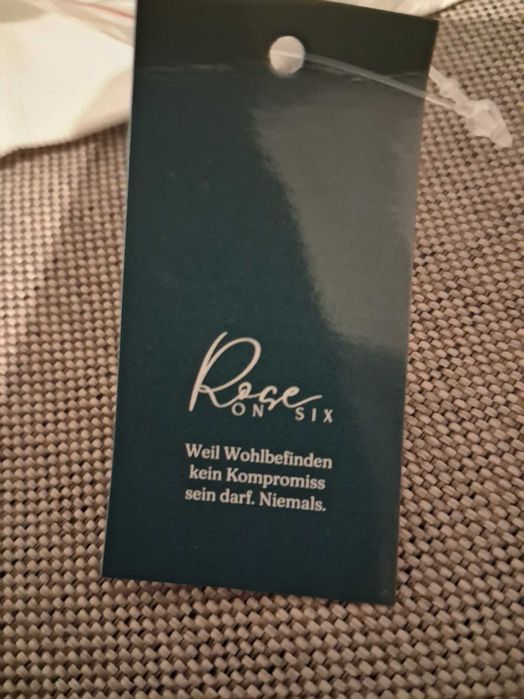 Rose
ON SIX
Weil Wohlbefinden
kein Kompromiss
sein darf. Niemals.